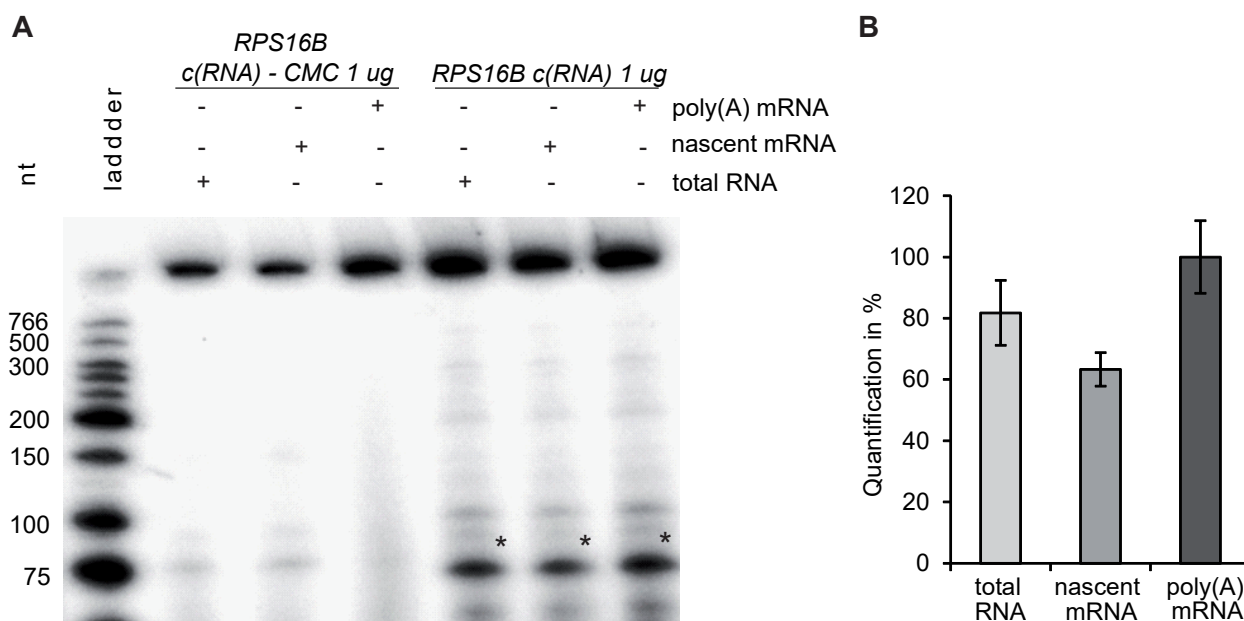 A
RPS16B
c(RNA) - CMC 1 ug
RPS16B c(RNA) 1 ug
- - + - - + poly(A) mRNA
- + - - + - nascent mRNA
+ - - + - - total RNA
nt
laddder
766
500
300
200
150
100
75
* * *
B
Quantification in %
120
100
80
60
40
20
0
total
RNA
nascent
mRNA
poly(A)
mRNA